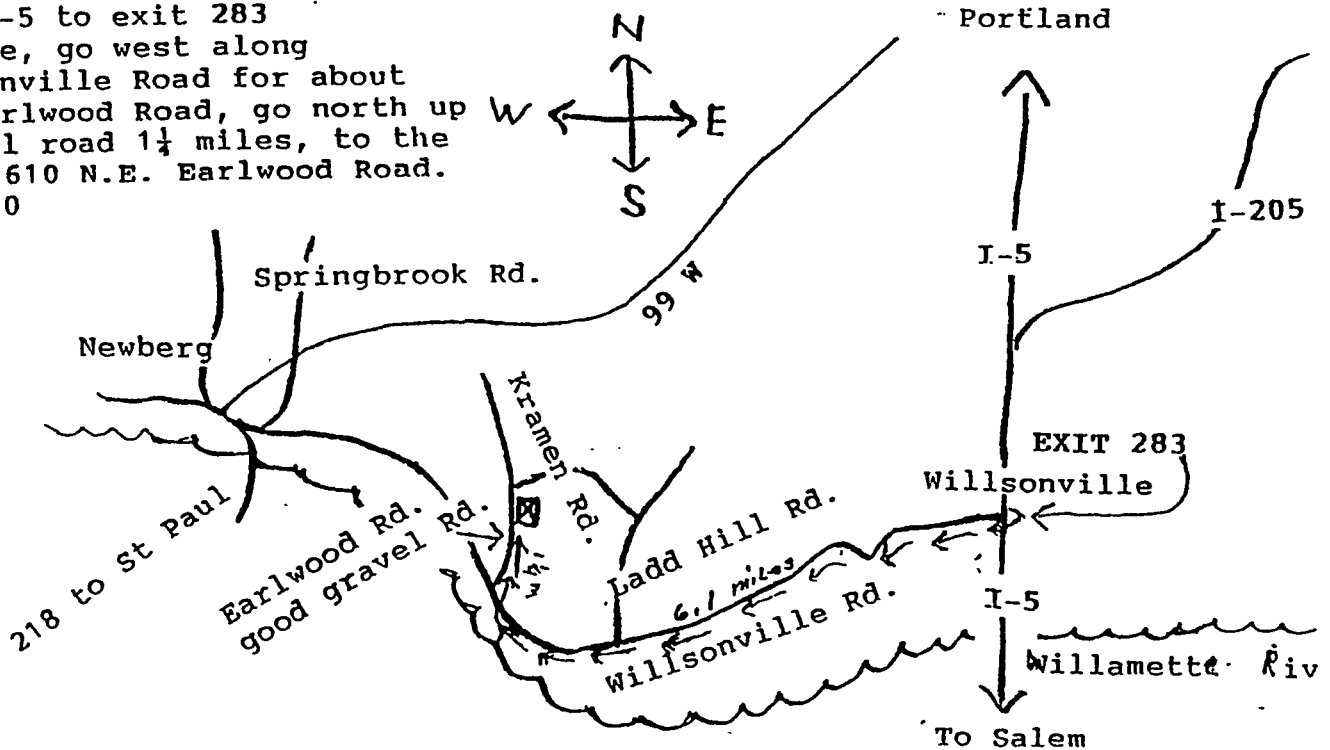 -5 to exit 283
e, go west along
nville Road for about
rlwood Road, go north up
l road 1¼ miles, to the
610 N.E. Earlwood Road.
0
N
W E
S
Portland
I-205
I-5
Springbrook Rd.
99 W
Newberg
Kramen Rd.
EXIT 283
Willsonville
218 to St Paul
Earlwood Rd.
good gravel Rd.
1¼ m
Ladd Hill Rd.
6.1 miles
Willsonville Rd.
I-5
Willamette Riv
To Salem